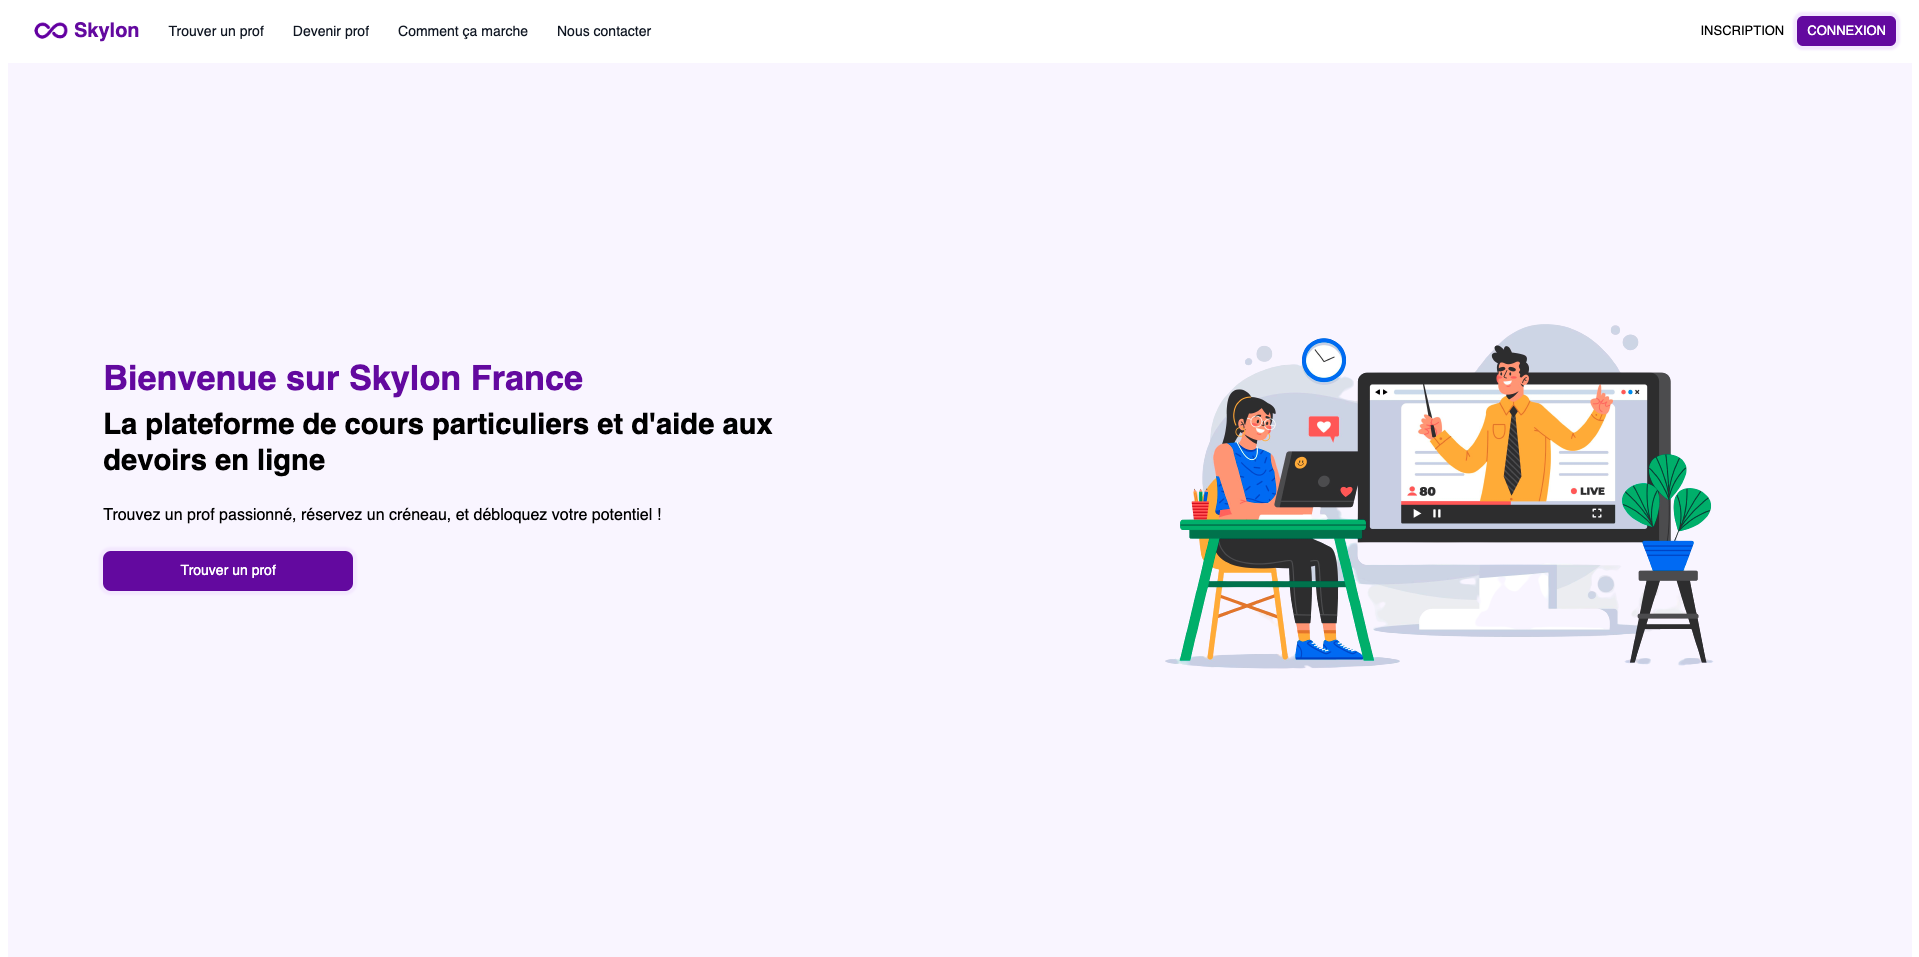 Skylon
Trouver un prof
Devenir prof
Comment ça marche
Nous contacter
INSCRIPTION
CONNEXION
Bienvenue sur Skylon France
La plateforme de cours particuliers et d'aide aux
devoirs en ligne
Trouvez un prof passionné, réservez un créneau, et débloquez votre potentiel !
Trouver un prof
80
LIVE